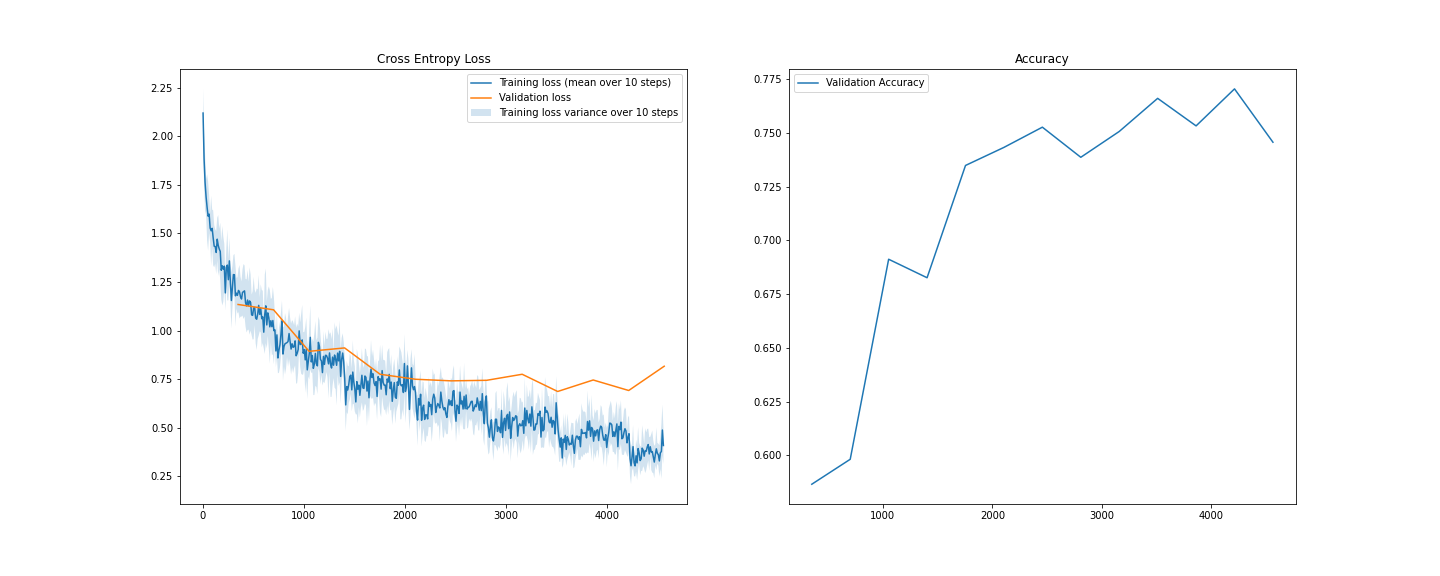 Cross Entropy Loss
Training loss (mean over 10 steps)
Validation loss
Training loss variance over 10 steps
2.25
2.00
1.75
1.50
1.25
1.00
0.75
0.50
0.25
0 1000 2000 3000 4000
Accuracy
Validation Accuracy
0.775
0.750
0.725
0.700
0.675
0.650
0.625
0.600
1000 2000 3000 4000